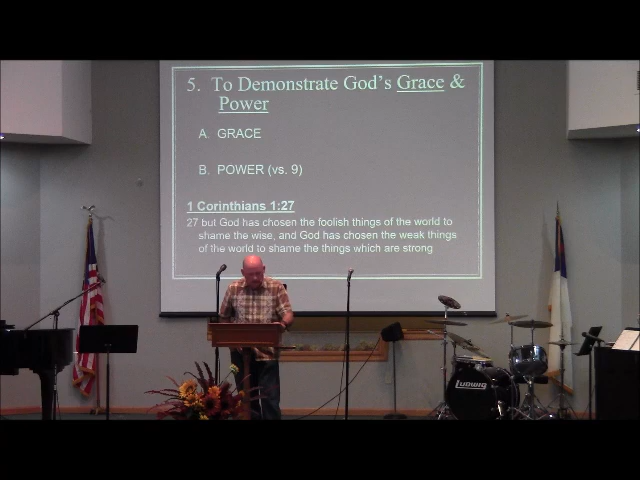 5. To Demonstrate God's Grace &
Power
A. GRACE
B. POWER (vs. 9)
1 Corinthians 1:27
27 but God has chosen the foolish things of the world to
shame the wise, and God has chosen the weak things
of the world to shame the things which are strong
LUDWIG